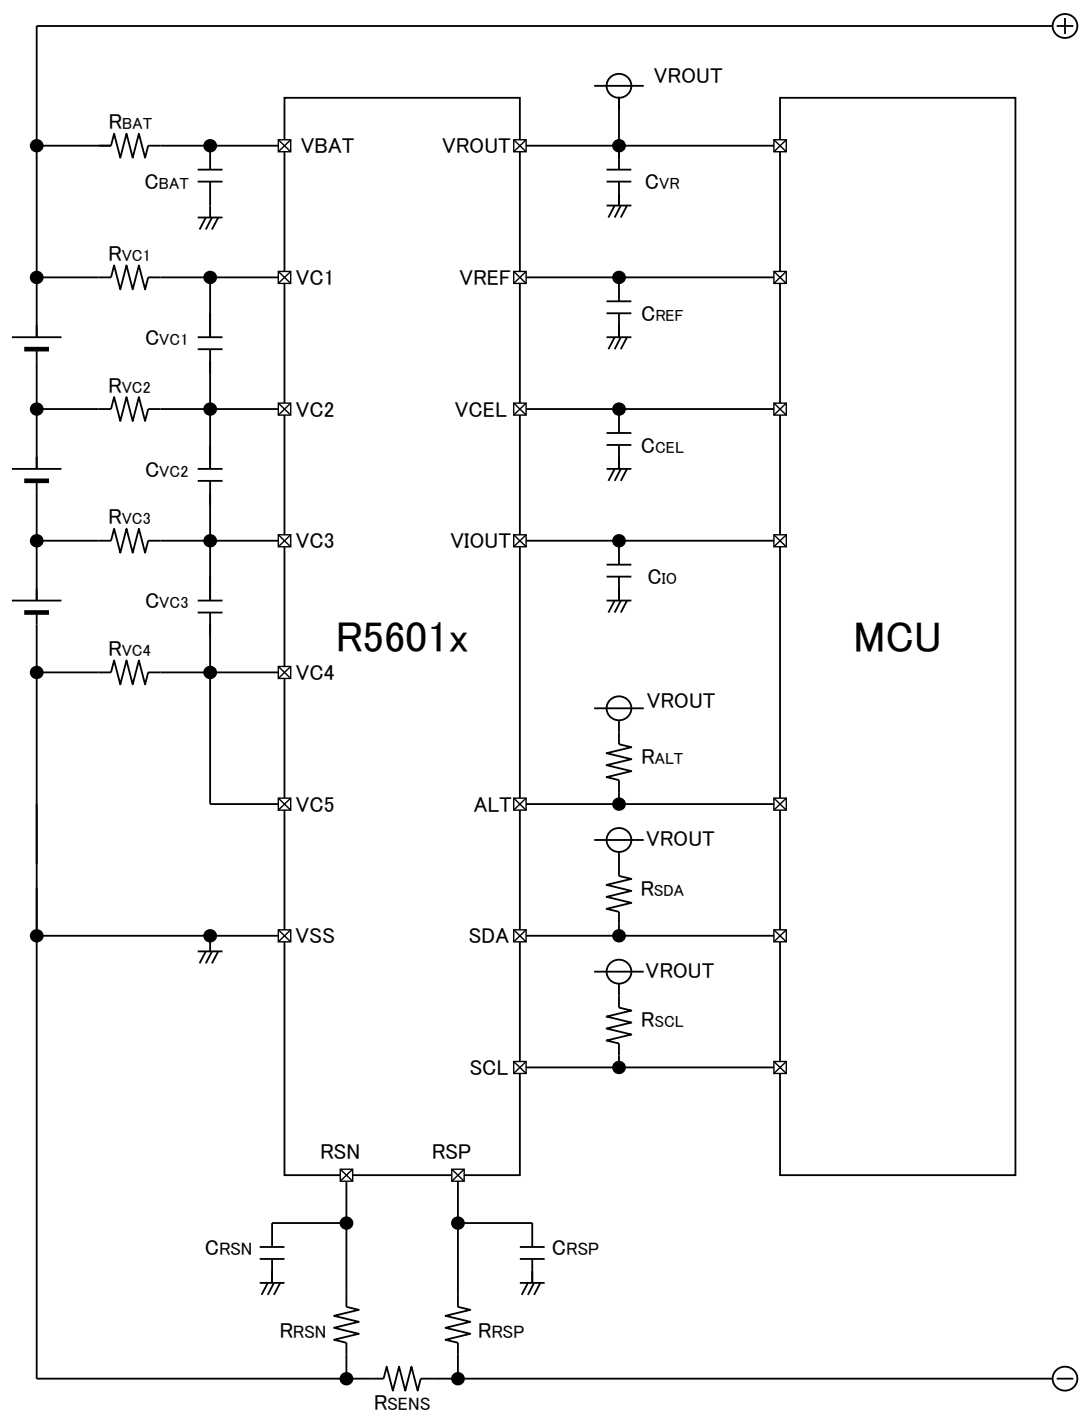 VROUT
RBAT
VBAT
VROUT
CBAT
CVR
RVC1
VC1
VREF
CREF
CVC1
RVC2
VC2
VCEL
CCEL
CVC2
RVC3
VC3
VIOUT
CIO
CVC3
R5601x
MCU
RVC4
VC4
VROUT
RALT
VC5
ALT
VROUT
RSDA
VSS
SDA
VROUT
RSCL
SCL
RSN
RSP
CRSN
CRSP
RRSN
RRSP
RSENS